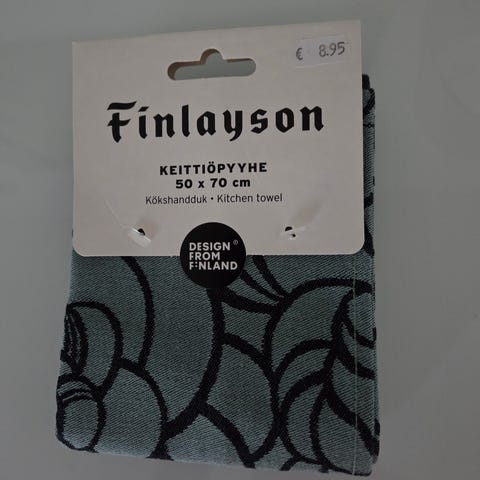 € 8.95
Finlayson
KEITTIÖPYYHE
50 x 70 cm
Kökshandduk • Kitchen towel
DESIGN®
FROM
FINLAND